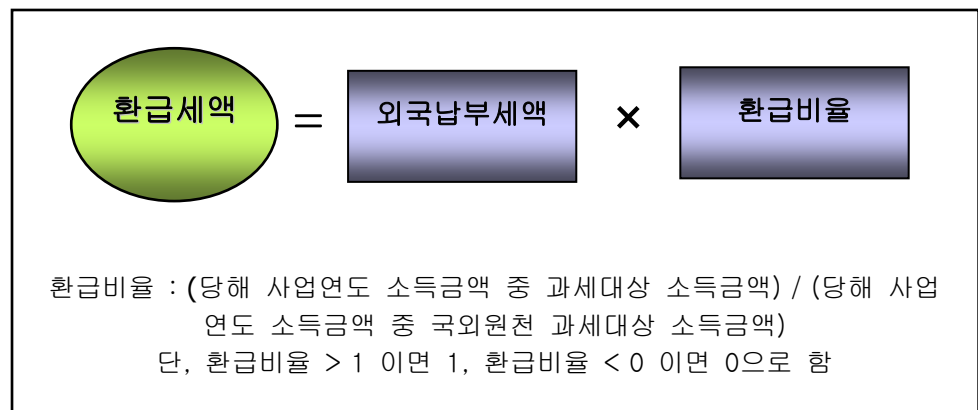 환급세액 = 외국납부세액 × 환급비율
환급비율 : (당해 사업연도 소득금액 중 과세대상 소득금액) / (당해 사업
연도 소득금액 중 국외원천 과세대상 소득금액)
단, 환급비율 > 1 이면 1, 환급비율 < 0 이면 0으로 함